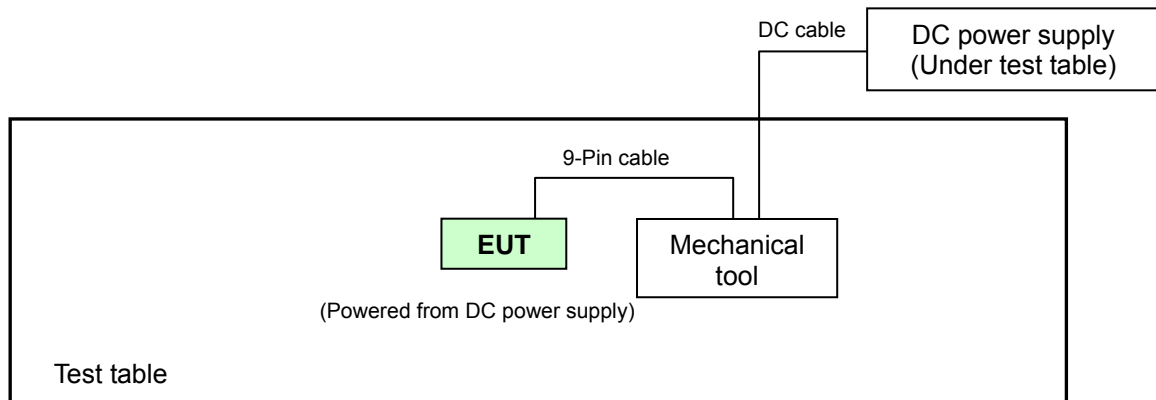 DC cable
DC power supply
(Under test table)
9-Pin cable
EUT
Mechanical
tool
(Powered from DC power supply)
Test table